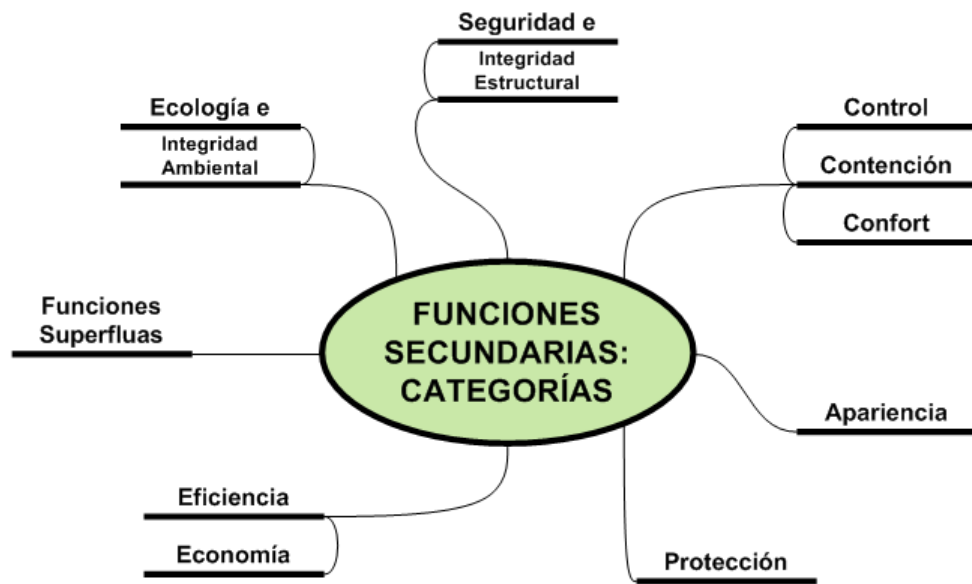 Seguridad e
Integridad
Estructural
Ecología e
Integridad
Ambiental
Control
Contención
Confort
Funciones
Superfluas
FUNCIONES
SECUNDARIAS:
CATEGORÍAS
Apariencia
Eficiencia
Economía
Protección